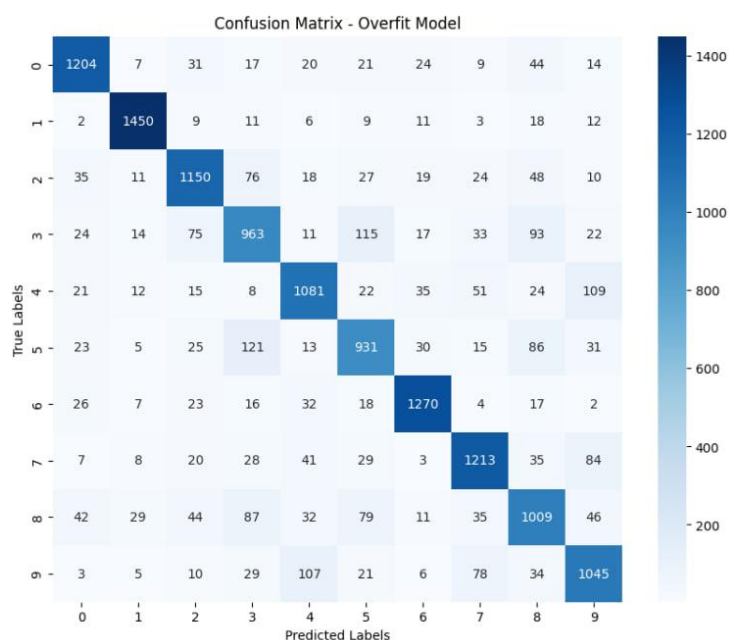 Confusion Matrix - Overfit Model
0 1204 7 31 17 20 21 24 9 44 14
1 2 1450 9 11 6 9 11 3 18 12
2 35 11 1150 76 18 27 19 24 48 10
3 24 14 75 963 11 115 17 33 93 22
4 21 12 15 8 1081 22 35 51 24 109
5 23 5 25 121 13 931 30 15 86 31
6 26 7 23 16 32 18 1270 4 17 2
7 7 8 20 28 41 29 3 1213 35 84
8 42 29 44 87 32 79 11 35 1009 46
9 3 5 10 29 107 21 6 78 34 1045
0 1 2 3 4 5 6 7 8 9
Predicted Labels
True Labels
1400
1200
1000
800
600
400
200